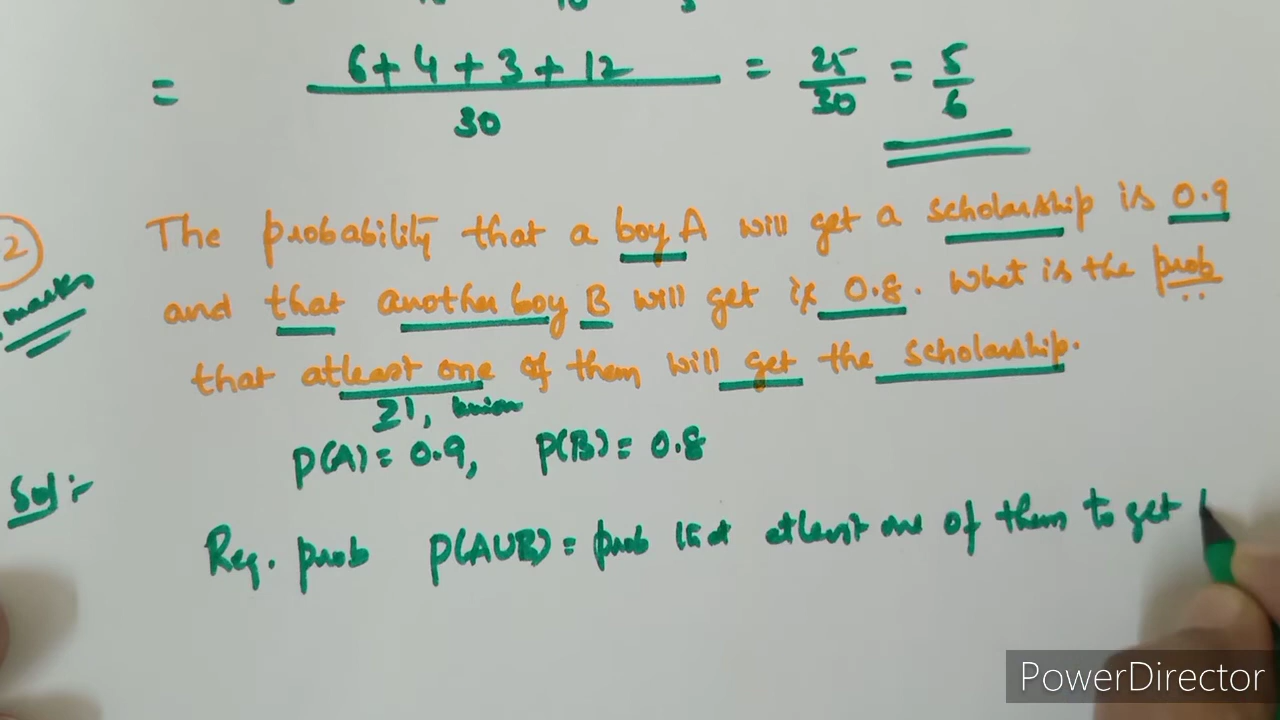 = 6+4+3+12 / 30 = 25/30 = 5/6
2
marks
The probability that a boy A will get a scholarship is 0.9
and that another boy B will get is 0.8. What is the prob
that atleast one of them will get the scholarship.
≥1, union
P(A) = 0.9, P(B) = 0.8
Sol :-
Req. prob P(AUB) = prob that atleast one of them to get
PowerDirector